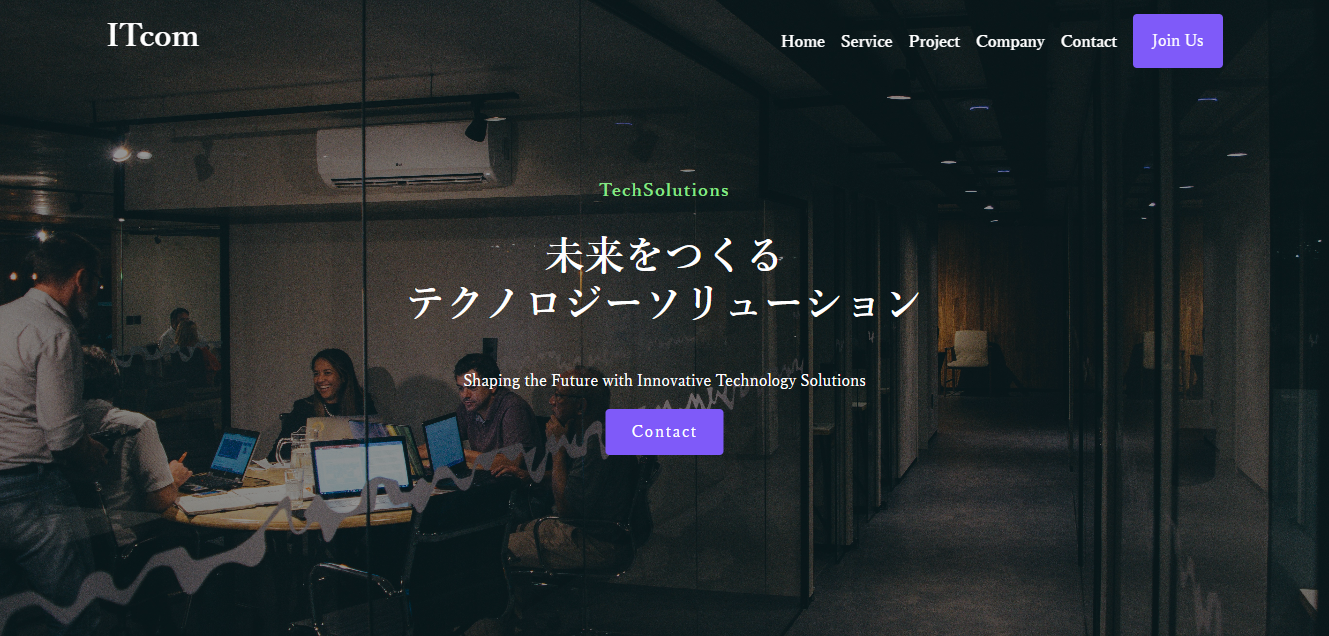 ITcom
Home Service Project Company Contact Join Us
TechSolutions
未来をつくる
テクノロジーソリューション
Shaping the Future with Innovative Technology Solutions
Contact